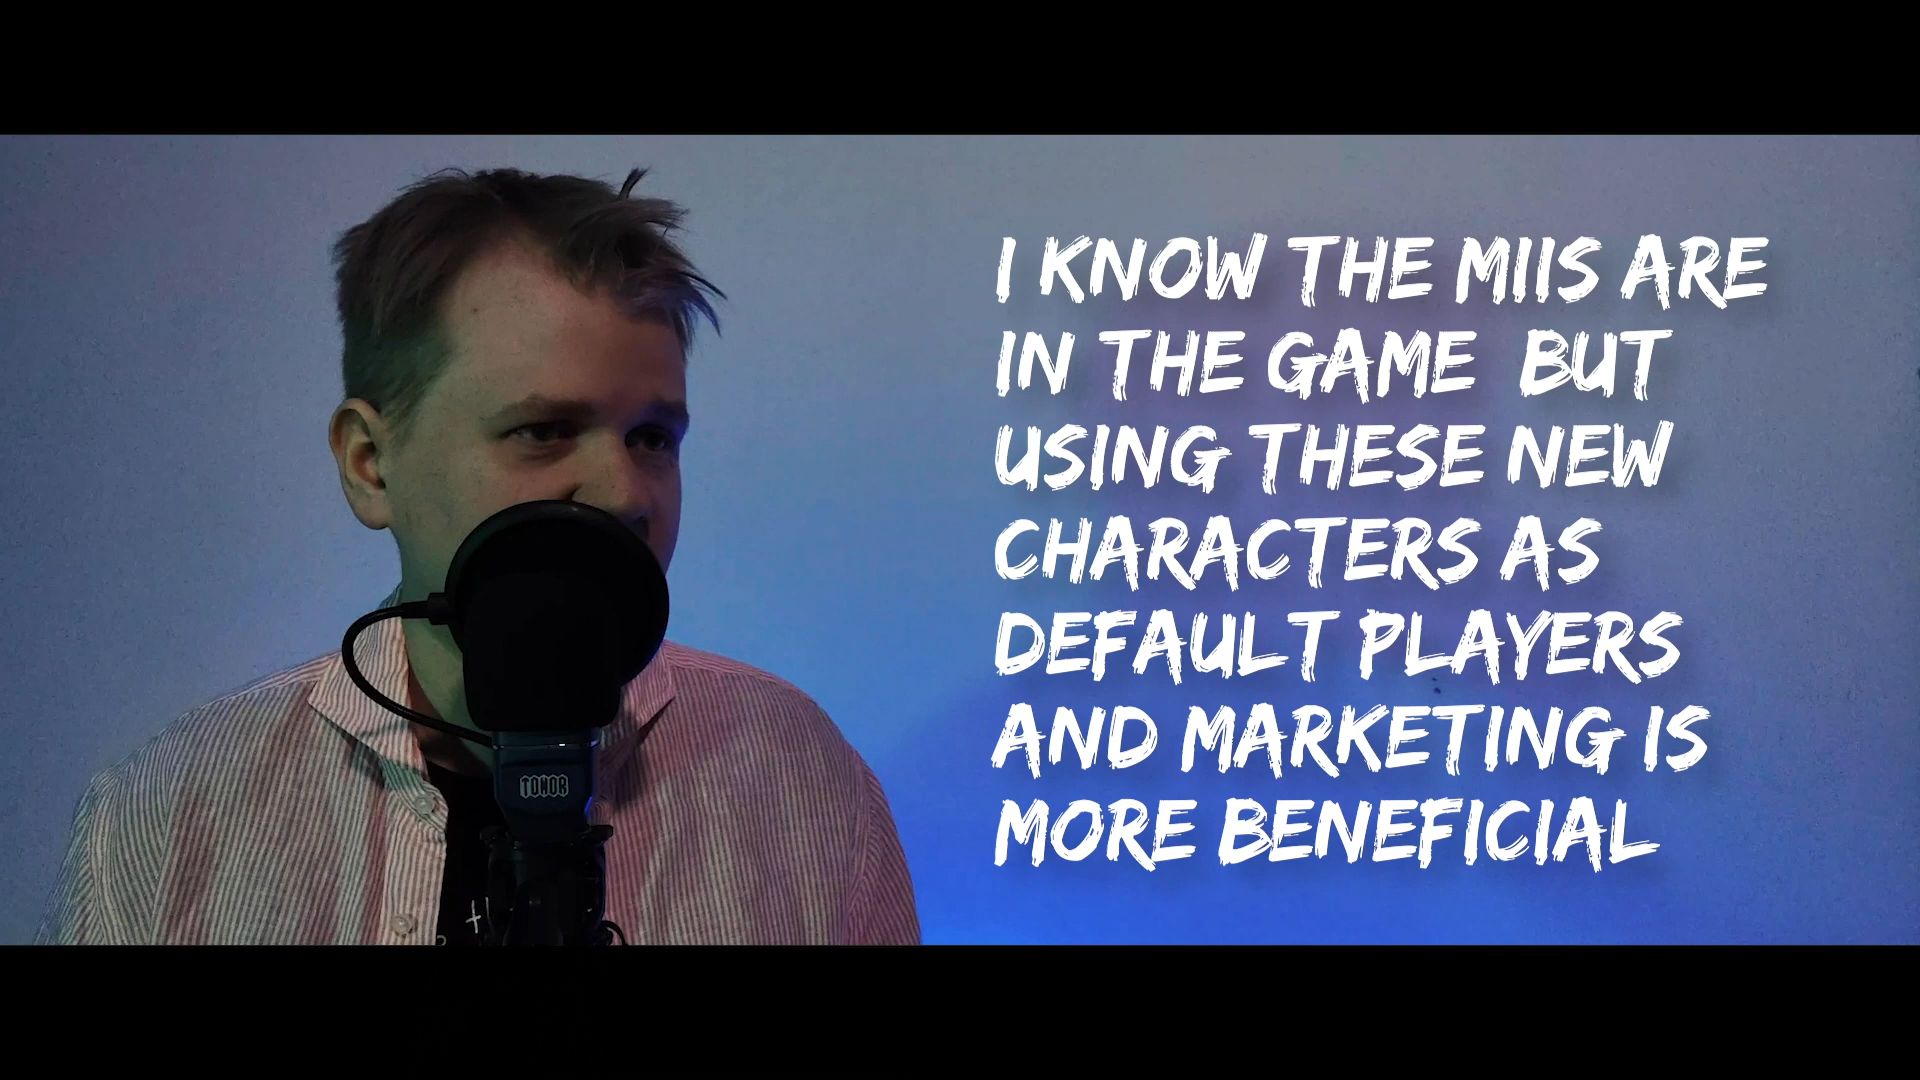 I KNOW THE MIIS ARE
IN THE GAME BUT
USING THESE NEW
CHARACTERS AS
DEFAULT PLAYERS
AND MARKETING IS
MORE BENEFICIAL
TONOR